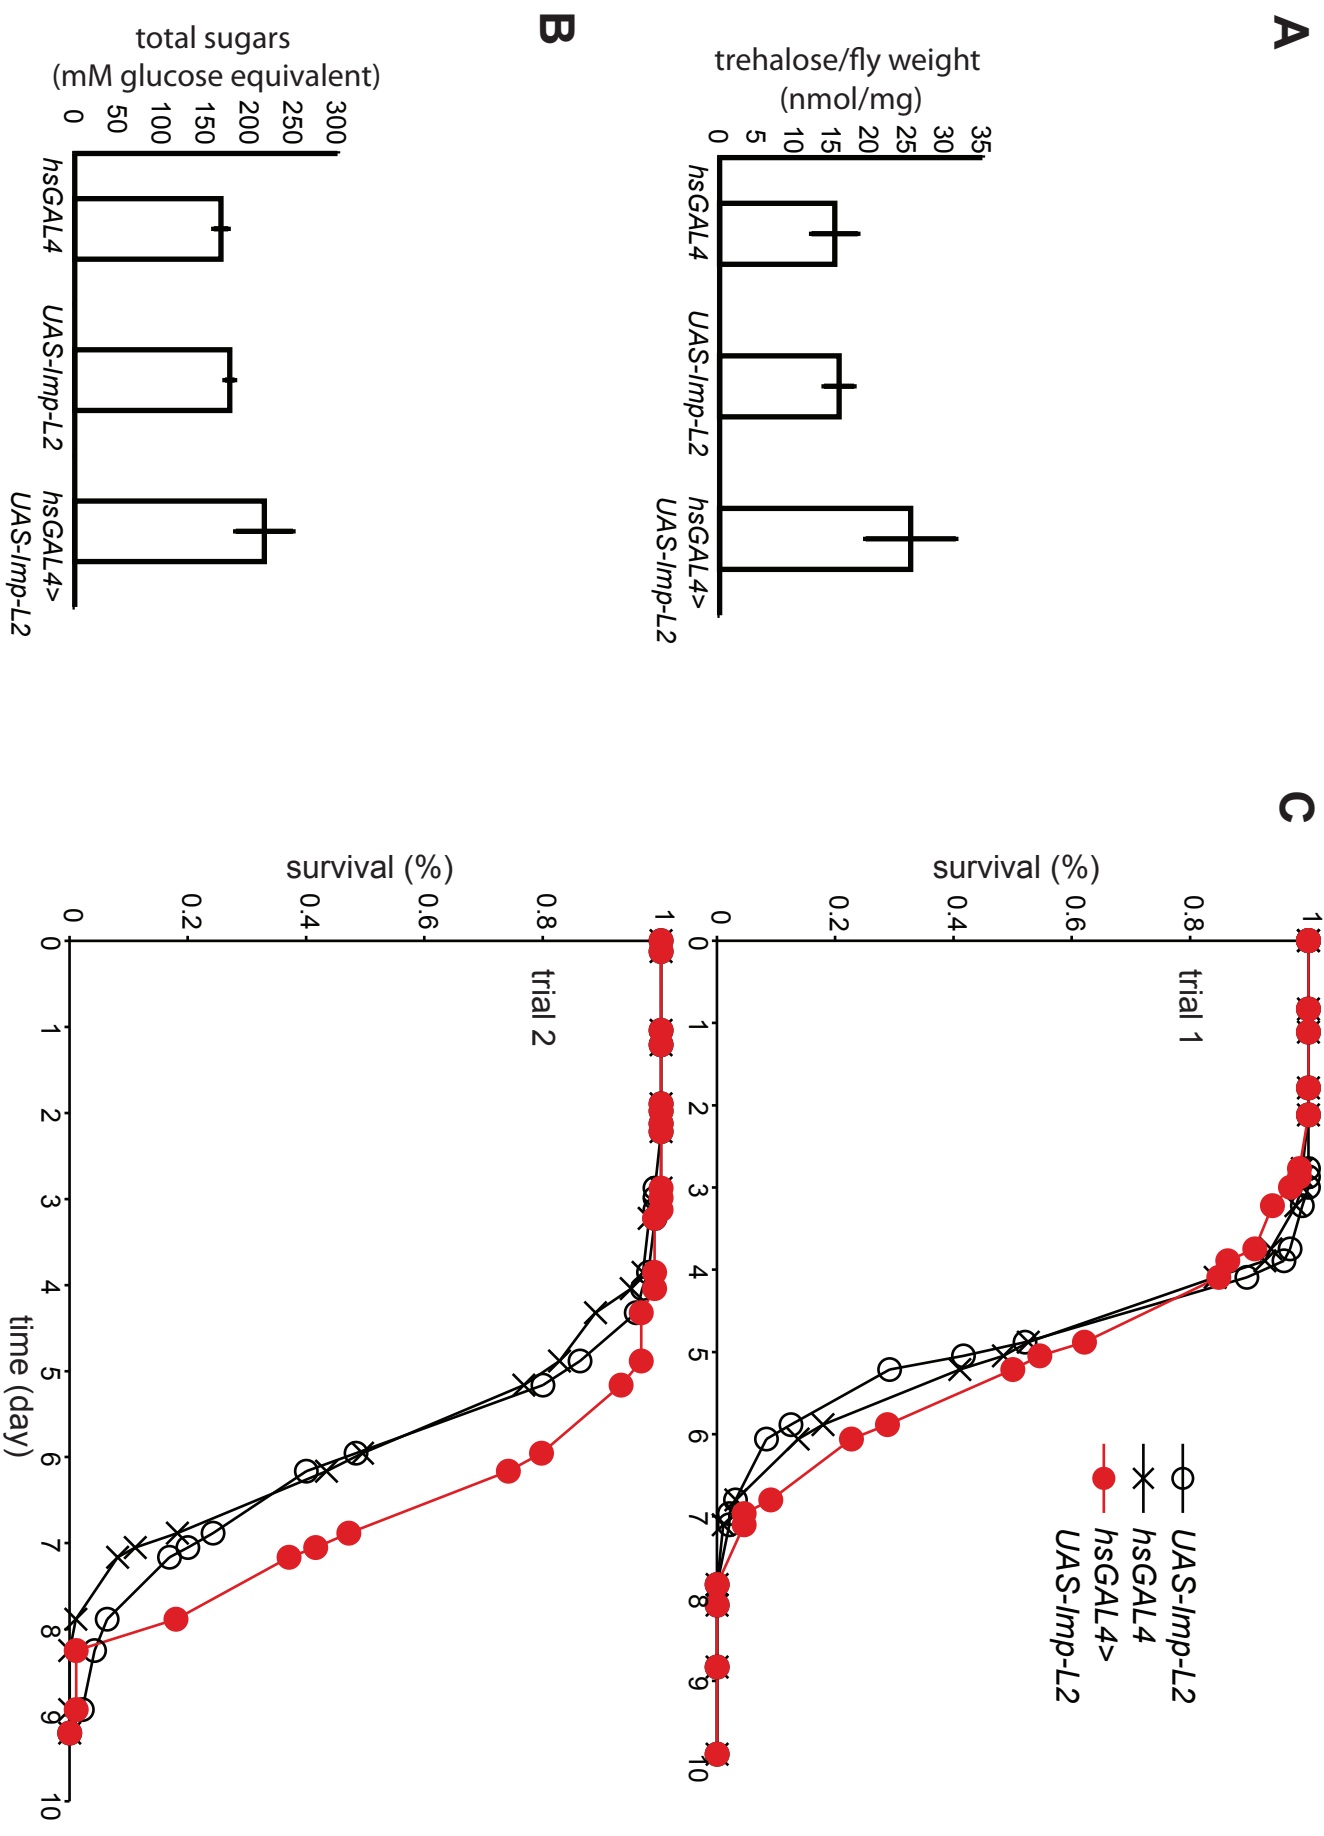 A
trehalose/fly weight
(nmol/mg)
0
5
10
15
20
25
30
35
hsGAL4
UAS-Imp-L2
hsGAL4>
UAS-Imp-L2
B
total sugars
(mM glucose equivalent)
0
50
100
150
200
250
300
hsGAL4
UAS-Imp-L2
hsGAL4>
UAS-Imp-L2
C
survival (%)
0
0.2
0.4
0.6
0.8
1
trial 1
0
1
2
3
4
5
6
7
8
9
10
UAS-Imp-L2
hsGAL4
hsGAL4>
UAS-Imp-L2
survival (%)
0
0.2
0.4
0.6
0.8
1
trial 2
0
1
2
3
4
5
6
7
8
9
10
time (day)